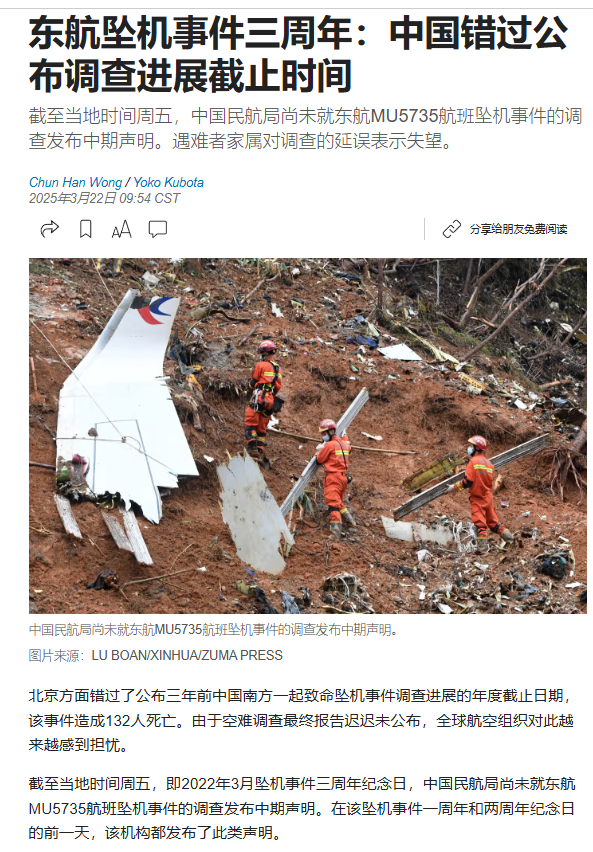 东航坠机事件三周年：中国错过公
布调查进展截止时间
截至当地时间周五，中国民航局尚未就东航MU5735航班坠机事件的调
查发布中期声明。遇难者家属对调查的延误表示失望。
Chun Han Wong / Yoko Kubota
2025年3月22日 09:54 CST
AA 分享给朋友免费阅读
中国民航局尚未就东航MU5735航班坠机事件的调查发布中期声明。
图片来源：LU BOAN/XINHUA/ZUMA PRESS
北京方面错过了公布三年前中国南方一起致命坠机事件调查进展的年度截止日期，
该事件造成132人死亡。由于空难调查最终报告迟迟未公布，全球航空组织对此越
来越感到担忧。
截至当地时间周五，即2022年3月坠机事件三周年纪念日，中国民航局尚未就东航
MU5735航班坠机事件的调查发布中期声明。在该坠机事件一周年和两周年纪念日
的前一天，该机构都发布了此类声明。